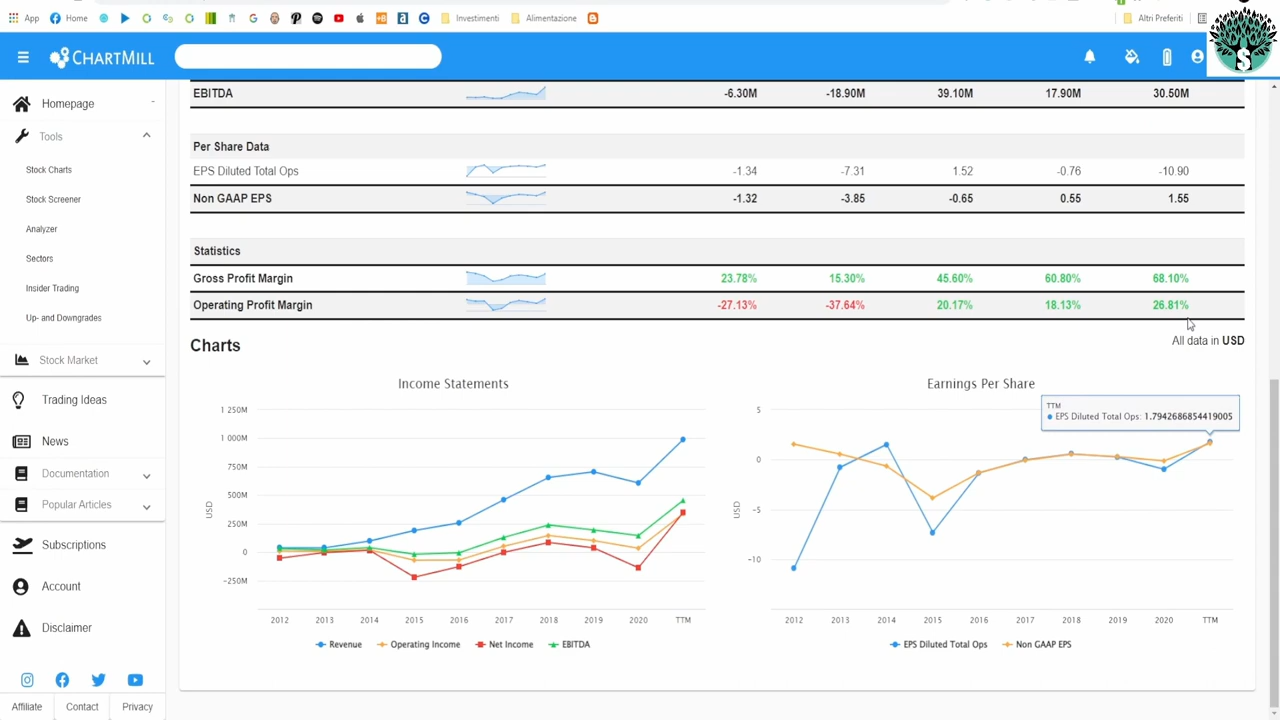 App Home Investimenti Alimentazione Altri Preferiti
CHARTMILL
Homepage
Tools
Stock Charts
Stock Screener
Analyzer
Sectors
Insider Trading
Up- and Downgrades
Stock Market
Trading Ideas
News
Documentation
Popular Articles
Subscriptions
Account
Disclaimer
Affiliate Contact Privacy
EBITDA -6.30M -18.90M 39.10M 17.90M 30.50M
Per Share Data
EPS Diluted Total Ops -1.34 -7.31 1.52 -0.76 -10.90
Non GAAP EPS -1.32 -3.85 -0.65 0.55 1.55
Statistics
Gross Profit Margin 23.78% 15.30% 45.60% 60.80% 68.10%
Operating Profit Margin -27.13% -37.64% 20.17% 18.13% 26.81%
Charts
All data in USD
Income Statements
1 250M
1 000M
750M
500M
250M
0
-250M
USD
2012 2013 2014 2015 2016 2017 2018 2019 2020 TTM
Revenue Operating Income Net Income EBITDA
Earnings Per Share
TTM
EPS Diluted Total Ops: 1.7942686854419005
5
0
-5
-10
USD
2012 2013 2014 2015 2016 2017 2018 2019 2020 TTM
EPS Diluted Total Ops Non GAAP EPS